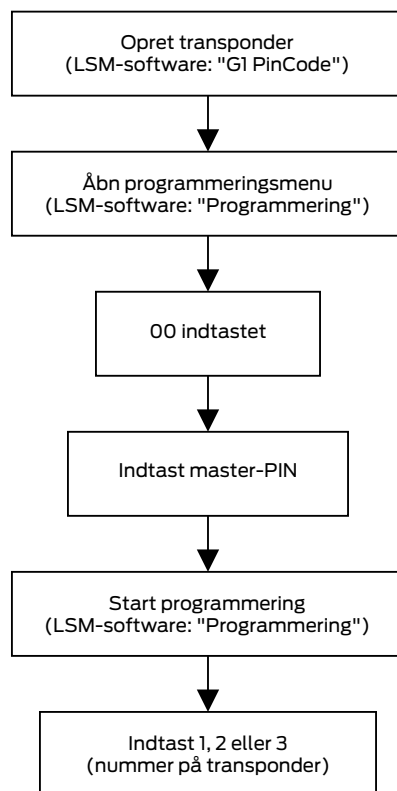 Opret transponder
(LSM-software: "G1 PinCode")
Åbn programmeringsmenu
(LSM-software: "Programmering")
00 indtastet
Indtast master-PIN
Start programmering
(LSM-software: "Programmering")
Indtast 1, 2 eller 3
(nummer på transponder)